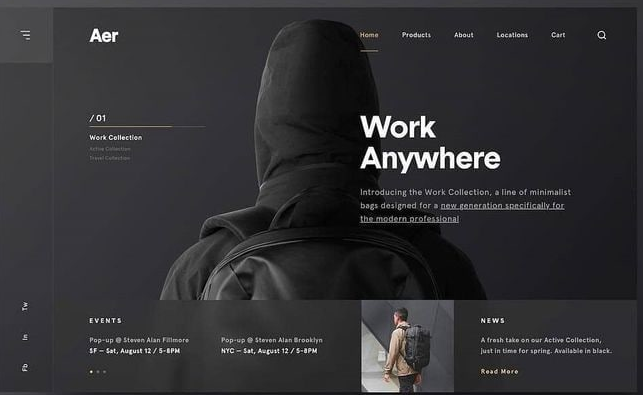 Aer
Home Products About Locations Cart
/ 01
Work Collection
Active Collection
Travel Collection
Work
Anywhere
Introducing the Work Collection, a line of minimalist
bags designed for a new generation specifically for
the modern professional
Tw
In
Fb
EVENTS
Pop-up @ Steven Alan Fillmore
SF — Sat, August 12 / 5-8PM
Pop-up @ Steven Alan Brooklyn
NYC — Sat, August 12 / 5-8PM
NEWS
A fresh take on our Active Collection,
just in time for spring. Available in black.
Read More